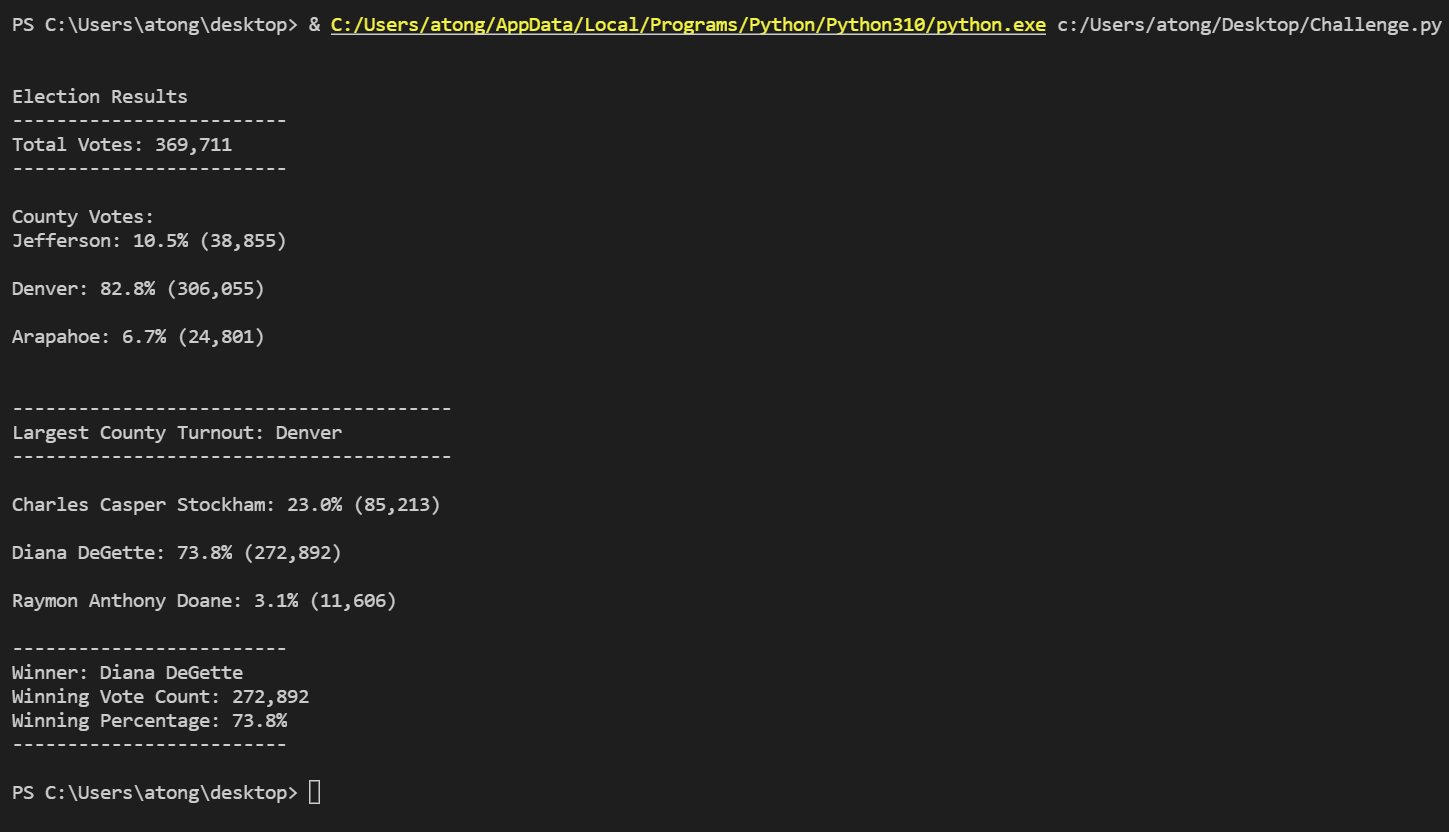 PS C:\Users\atong\desktop> & C:/Users/atong/AppData/Local/Programs/Python/Python310/python.exe c:/Users/atong/Desktop/Challenge.py
Election Results
-------------------------
Total Votes: 369,711
-------------------------
County Votes:
Jefferson: 10.5% (38,855)
Denver: 82.8% (306,055)
Arapahoe: 6.7% (24,801)
----------------------------------------
Largest County Turnout: Denver
----------------------------------------
Charles Casper Stockham: 23.0% (85,213)
Diana DeGette: 73.8% (272,892)
Raymon Anthony Doane: 3.1% (11,606)
-------------------------
Winner: Diana DeGette
Winning Vote Count: 272,892
Winning Percentage: 73.8%
-------------------------
PS C:\Users\atong\desktop>